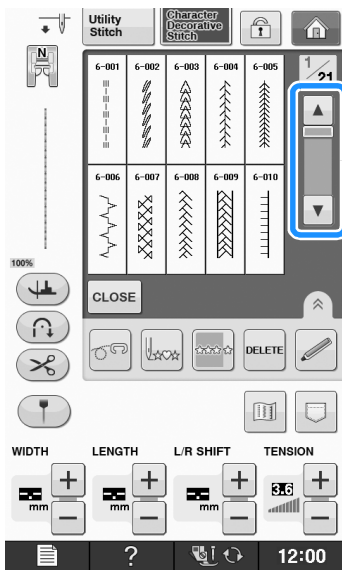 Utility Stitch
Character Decorative Stitch
N
6-001 6-002 6-003 6-004 6-005
1/21
6-006 6-007 6-008 6-009 6-010
100%
CLOSE
DELETE
WIDTH LENGTH L/R SHIFT TENSION
+ + + +
mm mm mm 3.6
- - - -
? 12:00